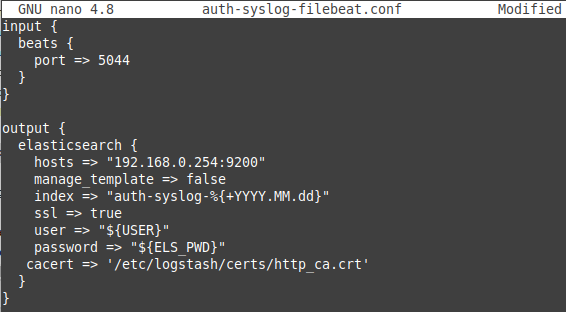 GNU nano 4.8 auth-syslog-filebeat.conf Modified
input {
  beats {
    port => 5044
  }
}

output {
  elasticsearch {
    hosts => "192.168.0.254:9200"
    manage_template => false
    index => "auth-syslog-%{+YYYY.MM.dd}"
    ssl => true
    user => "${USER}"
    password => "${ELS_PWD}"
   cacert => '/etc/logstash/certs/http_ca.crt'
  }
}